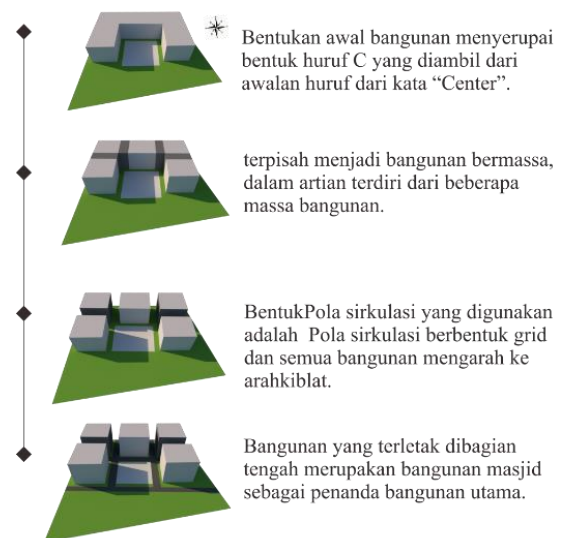 Bentukan awal bangunan menyerupai
bentuk huruf C yang diambil dari
awalan huruf dari kata “Center”.
terpisah menjadi bangunan bermassa,
dalam artian terdiri dari beberapa
massa bangunan.
BentukPola sirkulasi yang digunakan
adalah Pola sirkulasi berbentuk grid
dan semua bangunan mengarah ke
arahkiblat.
Bangunan yang terletak dibagian
tengah merupakan bangunan masjid
sebagai penanda bangunan utama.